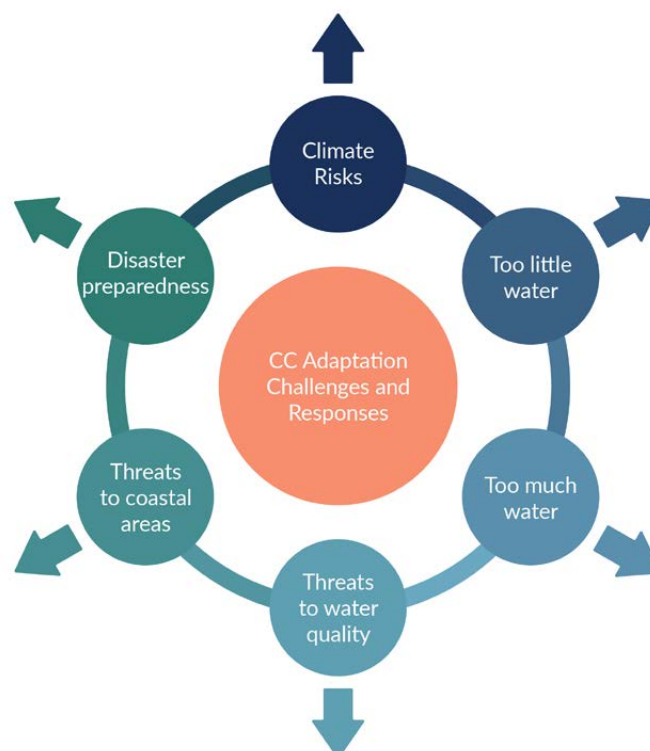 Climate
Risks
Too little
water
Too much
water
Threats
to water
quality
Threats
to coastal
areas
Disaster
preparedness
CC Adaptation
Challenges and
Responses